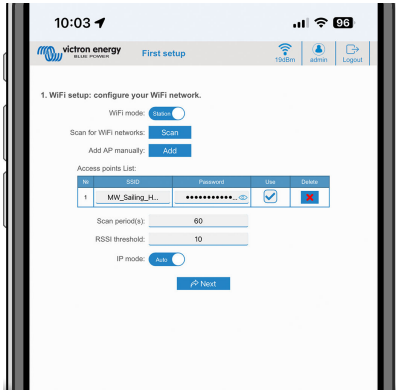 10:03
96
victron energy
BLUE POWER
First setup
19dBm
admin
Logout
1. WiFi setup: configure your WiFi network.
WiFi mode: Station
Scan for WiFi networks: Scan
Add AP manually: Add
Access points List:
Nr SSID Password Use Delete
1 MW_Sailing_H... •••••••••••...
Scan period(s): 60
RSSI threshold: 10
IP mode: Auto
Next